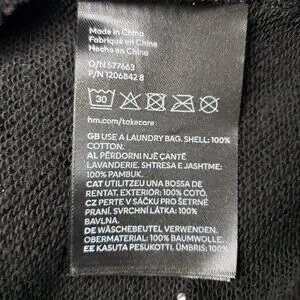 Made in China
Fabriqué en Chine
Hecho en China
O/N 577663
P/N 1206842 8
30
hm.com/takecare
GB USE A LAUNDRY BAG. SHELL: 100%
COTTON.
AL PËRDORNI NJË ÇANTË
LAVANDERIE. SHTRESA E JASHTME:
100% PAMBUK.
CAT UTILITZEU UNA BOSSA DE
RENTAT. EXTERIOR: 100% COTÓ.
CZ PERTE V SÁČKU PRO ŠETRNÉ
PRANÍ. SVRCHNÍ LÁTKA: 100%
BAVLNA.
DE WÄSCHEBEUTEL VERWENDEN.
OBERMATERIAL: 100% BAUMWOLLE.
EE KASUTA PESUKOTTI. ÜMBRIS: 100%